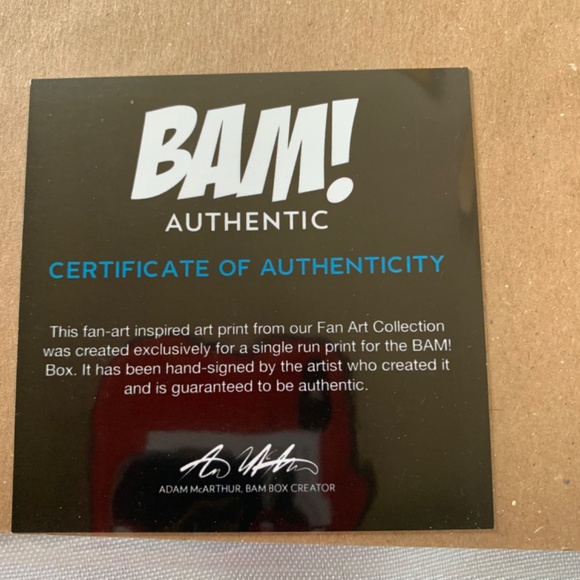 BAM!
AUTHENTIC
CERTIFICATE OF AUTHENTICITY
This fan-art inspired art print from our Fan Art Collection
was created exclusively for a single run print for the BAM!
Box. It has been hand-signed by the artist who created it
and is guaranteed to be authentic.
ADAM McARTHUR, BAM BOX CREATOR